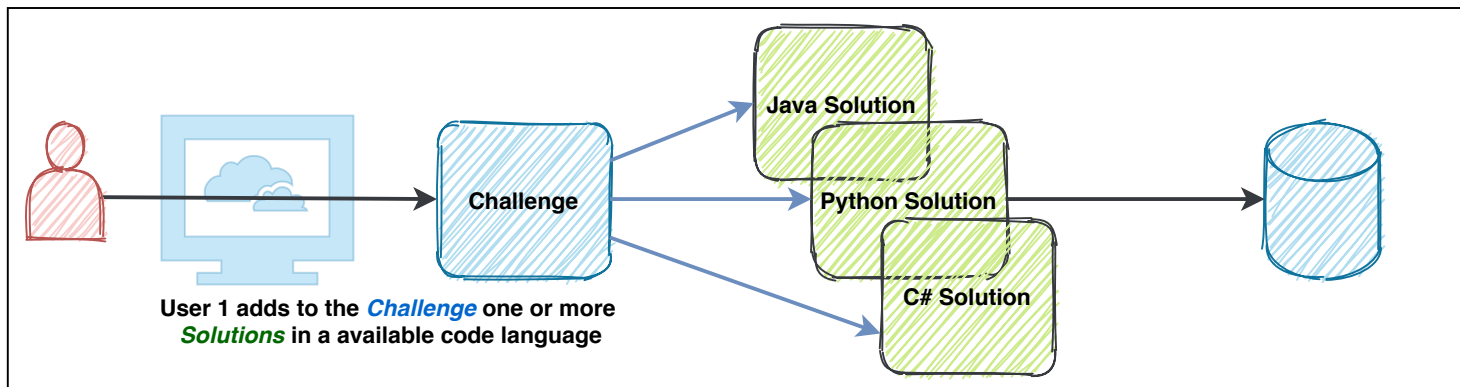 Java Solution
Challenge
Python Solution
C# Solution
User 1 adds to the Challenge one or more
Solutions in a available code language